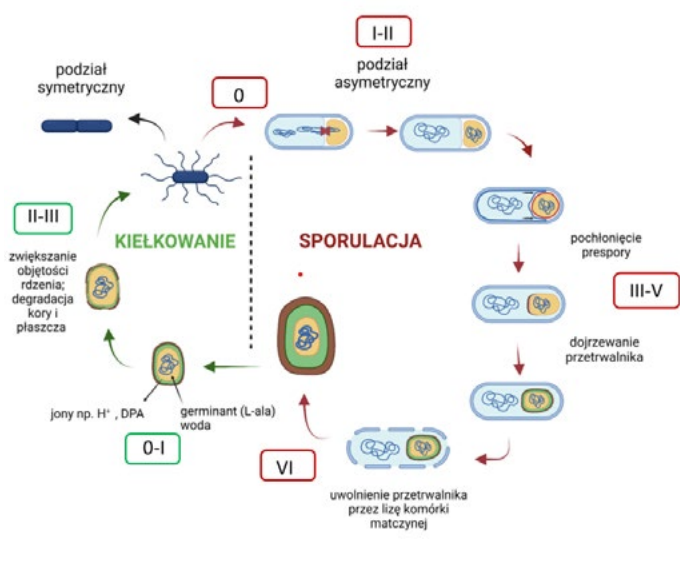 I-II
podział
asymetryczny
podział
symetryczny
0
II-III
KIEŁKOWANIE
SPORULACJA
zwiększanie
objętości
rdzenia;
degradacja
kory i
płaszcza
pochłonięcie
prespory
III-V
dojrzewanie
przetrwalnika
jony np. H⁺ , DPA
germinant (L-ala)
woda
0-I
VI
uwolnienie przetrwalnika
przez lizę komórki
matczynej